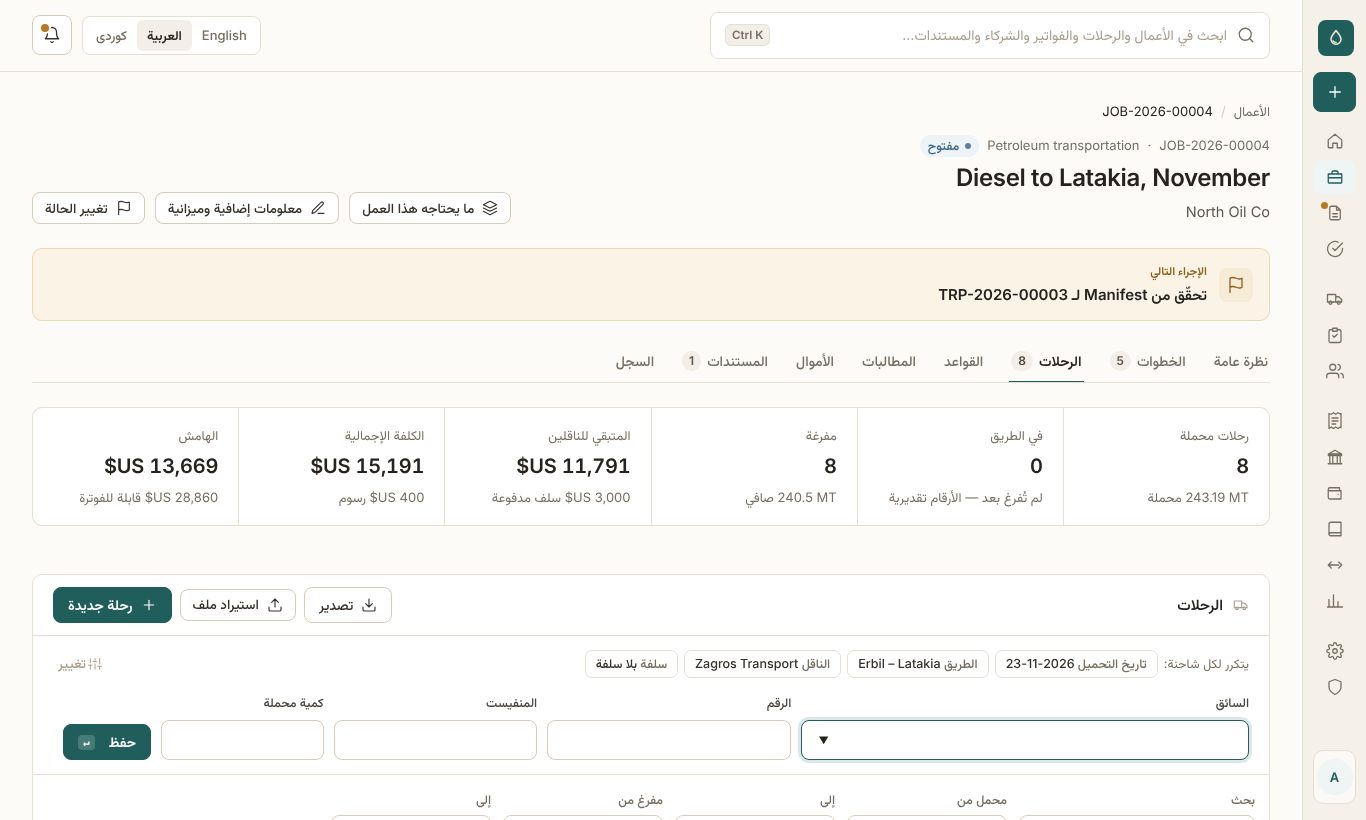 ابحث في الأعمال والرحلات والفواتير والشركاء والمستندات...
Ctrl K
English
العربية
كوردی
الأعمال / JOB-2026-00004
JOB-2026-00004 · Petroleum transportation
مفتوح
Diesel to Latakia, November
North Oil Co
ما يحتاجه هذا العمل
معلومات إضافية وميزانية
تغيير الحالة
الإجراء التالي
تحقّق من Manifest لـ TRP-2026-00003
نظرة عامة
الخطوات 5
الرحلات 8
القواعد
المطالبات
الأموال
المستندات 1
السجل
رحلات محملة
8
243.19 MT محملة
في الطريق
0
لم تُفرغ بعد — الأرقام تقديرية
مفرغة
8
240.5 MT صافي
المتبقي للناقلين
$US 11,791
$US 3,000 سلف مدفوعة
الكلفة الإجمالية
$US 15,191
$US 400 رسوم
الهامش
$US 13,669
$US 28,860 قابلة للفوترة
الرحلات
تصدير
استيراد ملف
رحلة جديدة
يتكرر لكل شاحنة:
تاريخ التحميل 2026-11-23
الطريق Erbil – Latakia
الناقل Zagros Transport
سلفة بلا سلفة
تغيير
السائق
الرقم
المنفيست
كمية محملة
حفظ
بحث
محمل من
إلى
مفرغ من
إلى
A